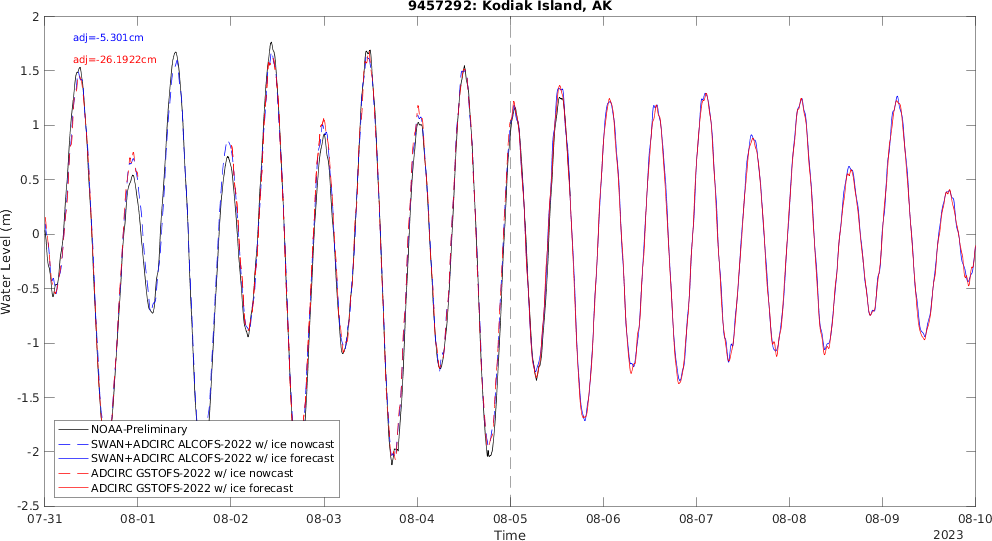 9457292: Kodiak Island, AK
2
adj=-5.301cm
adj=-26.1922cm
1.5
1
0.5
0
-0.5
-1
-1.5
-2
-2.5
Water Level (m)
NOAA-Preliminary
SWAN+ADCIRC ALCOFS-2022 w/ ice nowcast
SWAN+ADCIRC ALCOFS-2022 w/ ice forecast
ADCIRC GSTOFS-2022 w/ ice nowcast
ADCIRC GSTOFS-2022 w/ ice forecast
07-31 08-01 08-02 08-03 08-04 08-05 08-06 08-07 08-08 08-09 08-10
Time
2023